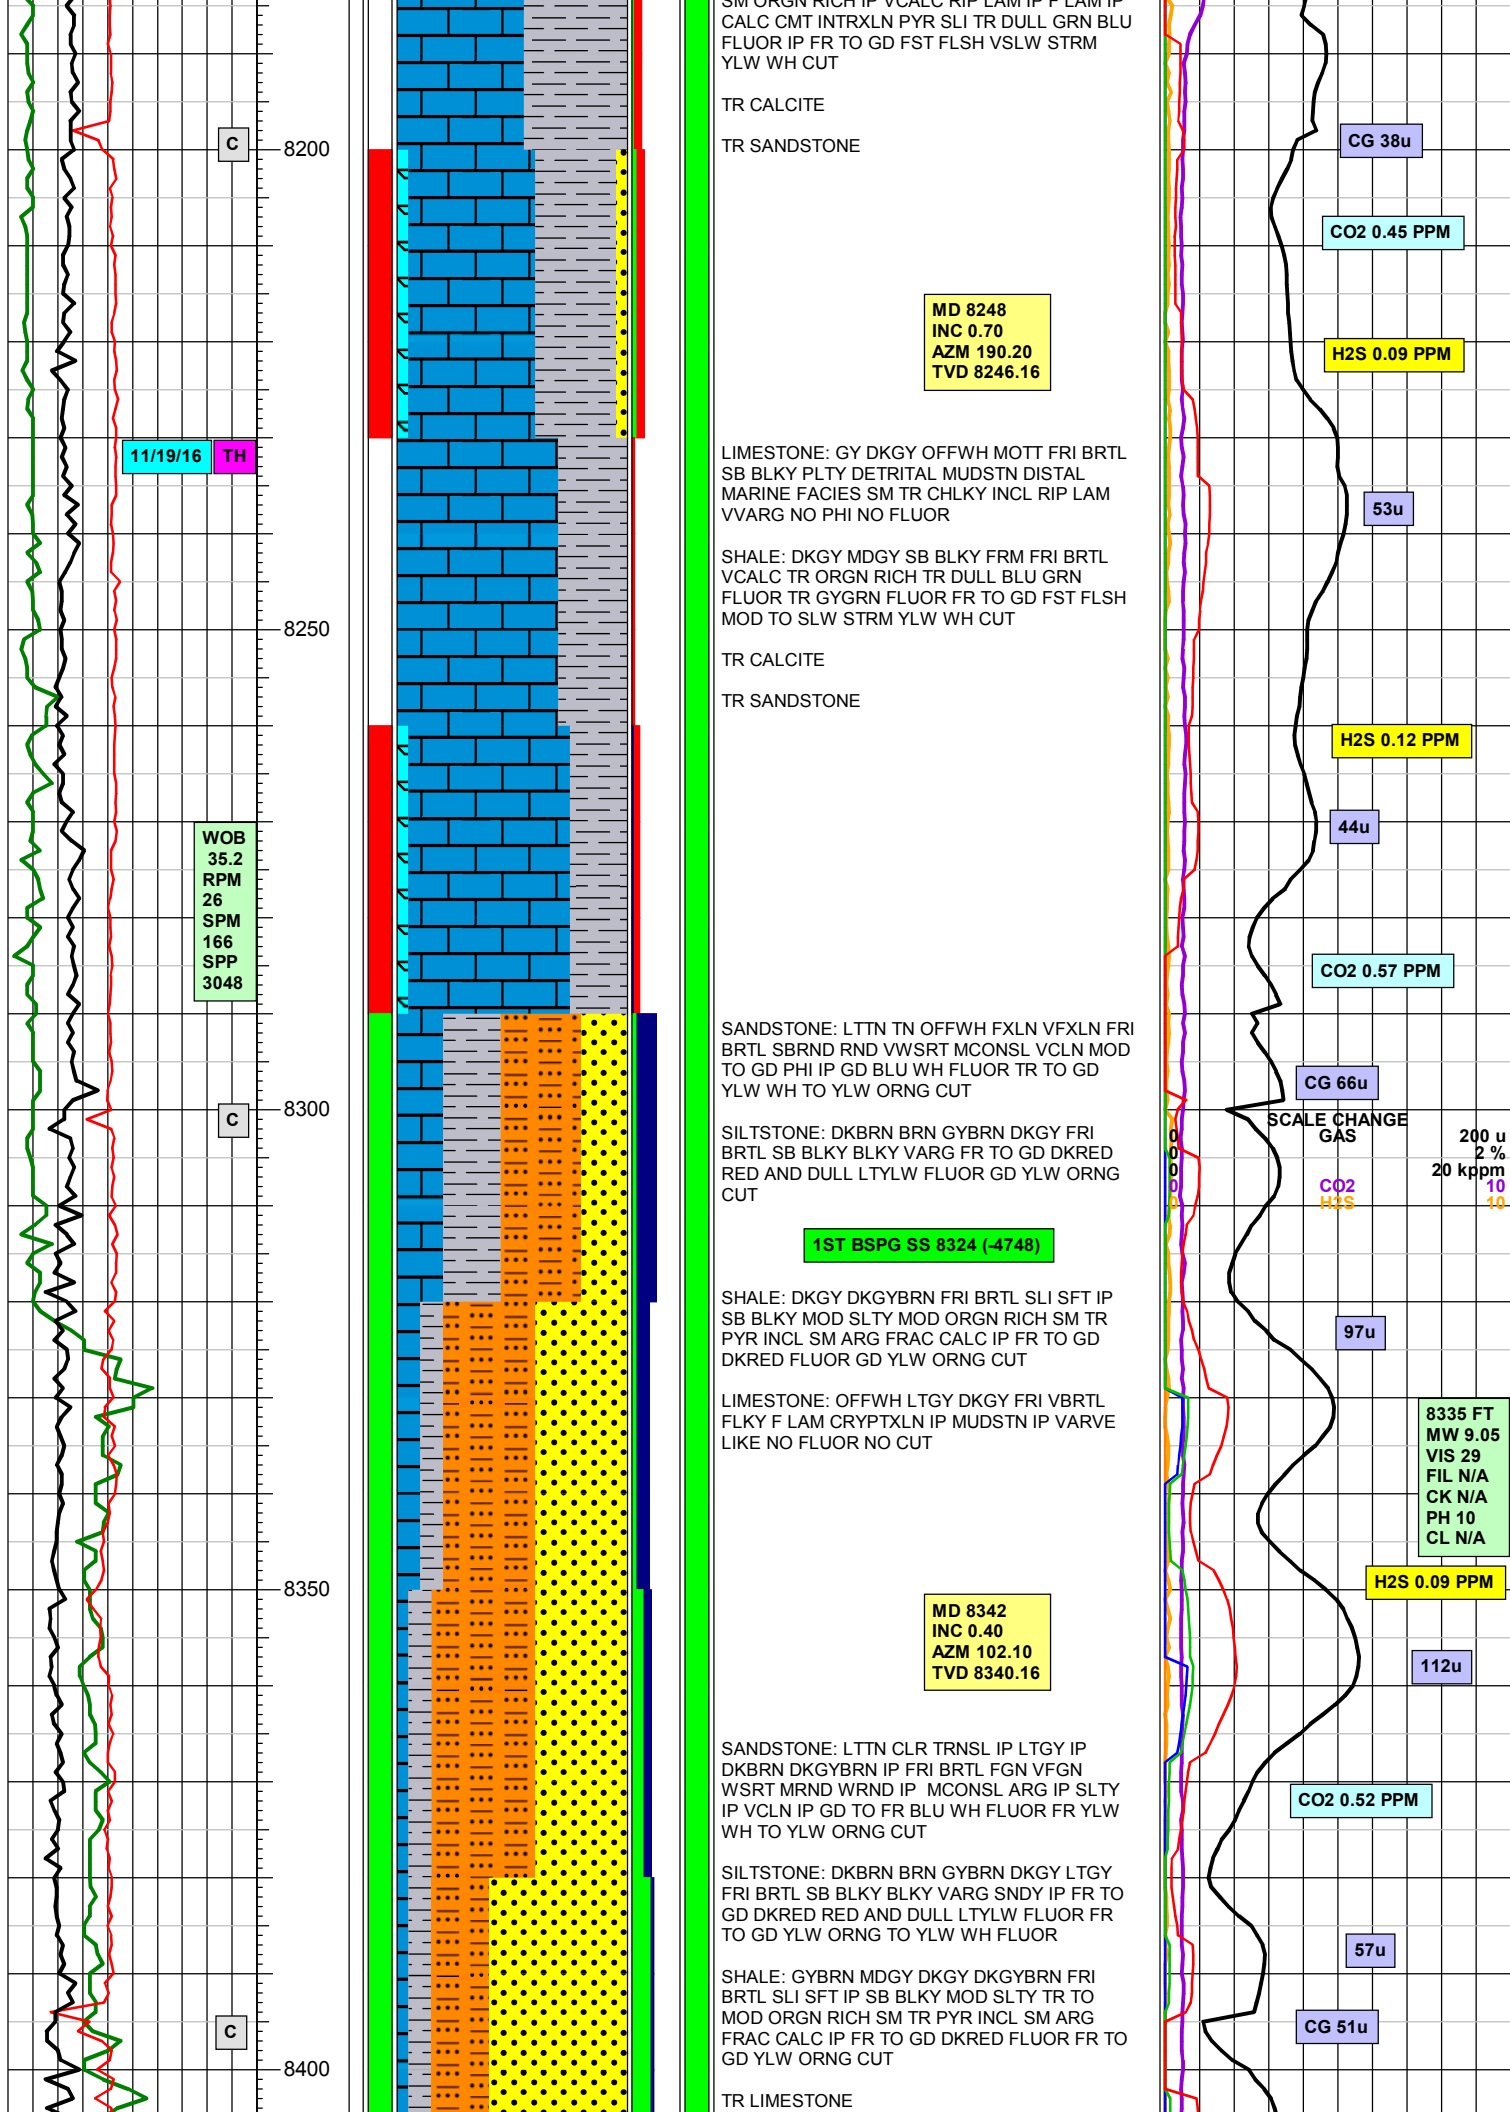 SM ORGN RICH IP VCALC RIP LAM IP F LAM IP
CALC CMT INTRXLN PYR SLI TR DULL GRN BLU
FLUOR IP FR TO GD FST FLSH VSLW STRM
YLW WH CUT
TR CALCITE
TR SANDSTONE
C
8200
CG 38u
CO2 0.45 PPM
MD 8248
INC 0.70
AZM 190.20
TVD 8246.16
H2S 0.09 PPM
11/19/16
TH
LIMESTONE: GY DKGY OFFWH MOTT FRI BRTL
SB BLKY PLTY DETRITAL MUDSTN DISTAL
MARINE FACIES SM TR CHLKY INCL RIP LAM
VVARG NO PHI NO FLUOR
53u
SHALE: DKGY MDGY SB BLKY FRM FRI BRTL
VCALC TR ORGN RICH TR DULL BLU GRN
FLUOR TR GYGRN FLUOR FR TO GD FST FLSH
MOD TO SLW STRM YLW WH CUT
8250
TR CALCITE
TR SANDSTONE
H2S 0.12 PPM
44u
WOB
35.2
RPM
26
SPM
166
SPP
3048
CO2 0.57 PPM
SANDSTONE: LTTN TN OFFWH FXLN VFXLN FRI
BRTL SBRND RND VWSRT MCONSL VCLN MOD
TO GD PHI IP GD BLU WH FLUOR TR TO GD
YLW WH TO YLW ORNG CUT
CG 66u
C
8300
SCALE CHANGE
0 GAS 200 u
0 2 %
0 20 kppm
0 CO2 10
0 H2S 10
SILTSTONE: DKBRN BRN GYBRN DKGY FRI
BRTL SB BLKY BLKY VARG FR TO GD DKRED
RED AND DULL LTYLW FLUOR GD YLW ORNG
CUT
1ST BSPG SS 8324 (-4748)
SHALE: DKGY DKGYBRN FRI BRTL SLI SFT IP
SB BLKY MOD SLTY MOD ORGN RICH SM TR
PYR INCL SM ARG FRAC CALC IP FR TO GD
DKRED FLUOR GD YLW ORNG CUT
97u
LIMESTONE: OFFWH LTGY DKGY FRI VBRTL
FLKY F LAM CRYPTXLN IP MUDSTN IP VARVE
LIKE NO FLUOR NO CUT
8335 FT
MW 9.05
VIS 29
FIL N/A
CK N/A
PH 10
CL N/A
8350
H2S 0.09 PPM
MD 8342
INC 0.40
AZM 102.10
TVD 8340.16
112u
SANDSTONE: LTTN CLR TRNSL IP LTGY IP
DKBRN DKGYBRN IP FRI BRTL FGN VFGN
WSRT MRND WRND IP  MCONSL ARG IP SLTY
IP VCLN IP GD TO FR BLU WH FLUOR FR YLW
WH TO YLW ORNG CUT
CO2 0.52 PPM
SILTSTONE: DKBRN BRN GYBRN DKGY LTGY
FRI BRTL SB BLKY BLKY VARG SNDY IP FR TO
GD DKRED RED AND DULL LTYLW FLUOR FR
TO GD YLW ORNG TO YLW WH FLUOR
57u
SHALE: GYBRN MDGY DKGY DKGYBRN FRI
BRTL SLI SFT IP SB BLKY MOD SLTY TR TO
MOD ORGN RICH SM TR PYR INCL SM ARG
FRAC CALC IP FR TO GD DKRED FLUOR FR TO
GD YLW ORNG CUT
C
CG 51u
8400
TR LIMESTONE